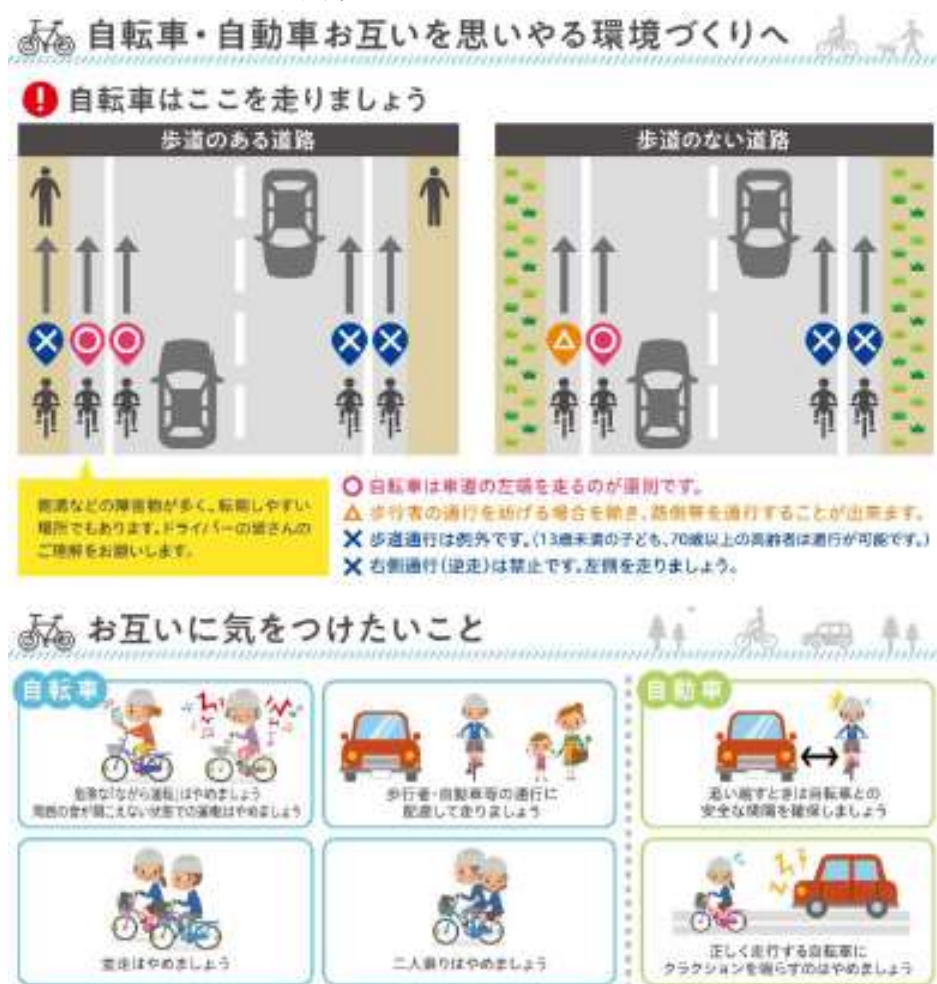 自転車・自動車お互いを思いやる環境づくりへ
自転車はここを走りましょう
歩道のある道路
歩道のない道路
側溝などの障害物が多く、転倒しやすい
場所でもあります。ドライバーの皆さんの
ご理解をお願いします。
自転車は車道の左端を走るのが原則です。
歩行者の通行を妨げる場合を除き、路側帯を通行することが出来ます。
歩道通行は例外です。(13歳未満の子ども、70歳以上の高齢者は通行が可能です。)
右側通行(逆走)は禁止です。左側を走りましょう。
お互いに気をつけたいこと
自転車
危険な「ながら運転」はやめましょう
周囲の音が聞こえない状態での運転はやめましょう
歩行者・自動車等の通行に
配慮して走りましょう
並走はやめましょう
二人乗りはやめましょう
自動車
追い越すときは自転車との
安全な間隔を確保しましょう
正しく走行する自転車に
クラクションを鳴らすのはやめましょう